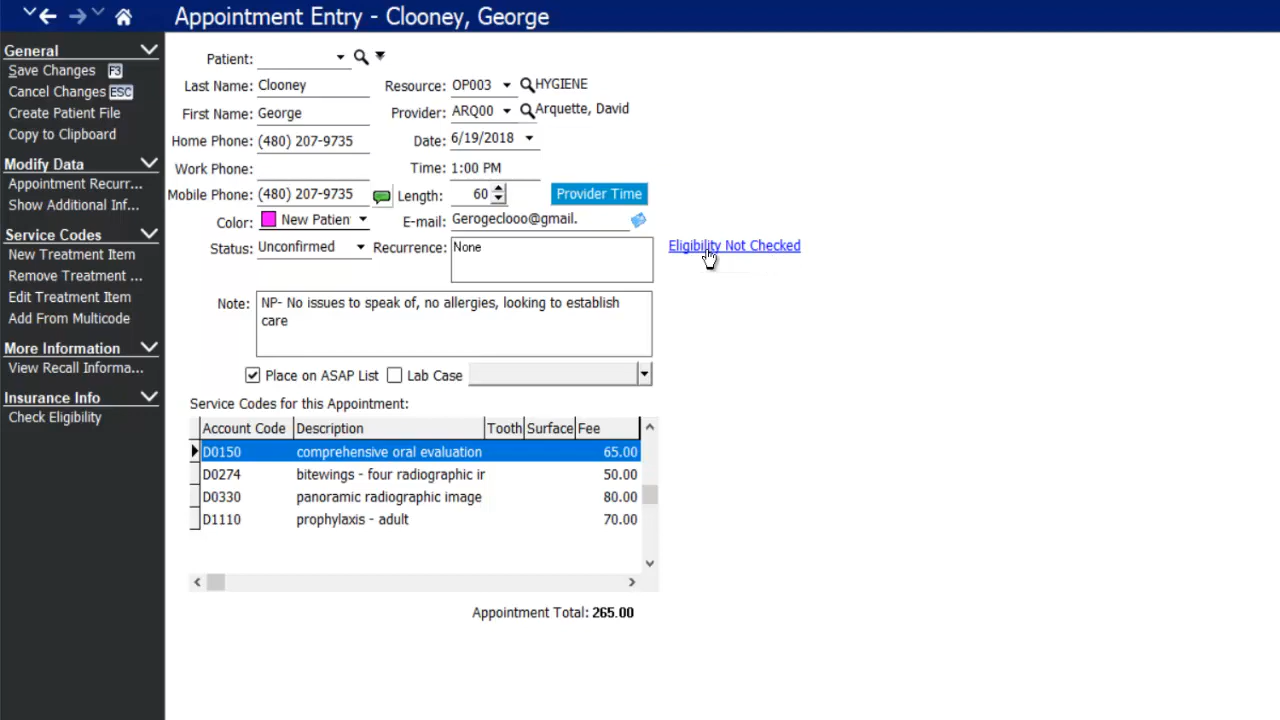 Appointment Entry - Clooney, George
General
Save Changes F3
Cancel Changes ESC
Create Patient File
Copy to Clipboard
Modify Data
Appointment Recurr...
Show Additional Inf...
Service Codes
New Treatment Item
Remove Treatment ...
Edit Treatment Item
Add From Multicode
More Information
View Recall Informa...
Insurance Info
Check Eligibility
Patient:
Last Name: Clooney Resource: OP003 HYGIENE
First Name: George Provider: ARQ00 Arquette, David
Home Phone: (480) 207-9735 Date: 6/19/2018
Work Phone: Time: 1:00 PM
Mobile Phone: (480) 207-9735 Length: 60 Provider Time
Color: New Patien E-mail: Gerogeclooo@gmail.
Status: Unconfirmed Recurrence: None Eligibility Not Checked
Note: NP- No issues to speak of, no allergies, looking to establish
care
Place on ASAP List Lab Case
Service Codes for this Appointment:
Account Code Description Tooth Surface Fee
D0150 comprehensive oral evaluation 65.00
D0274 bitewings - four radiographic ir 50.00
D0330 panoramic radiographic image 80.00
D1110 prophylaxis - adult 70.00
Appointment Total: 265.00